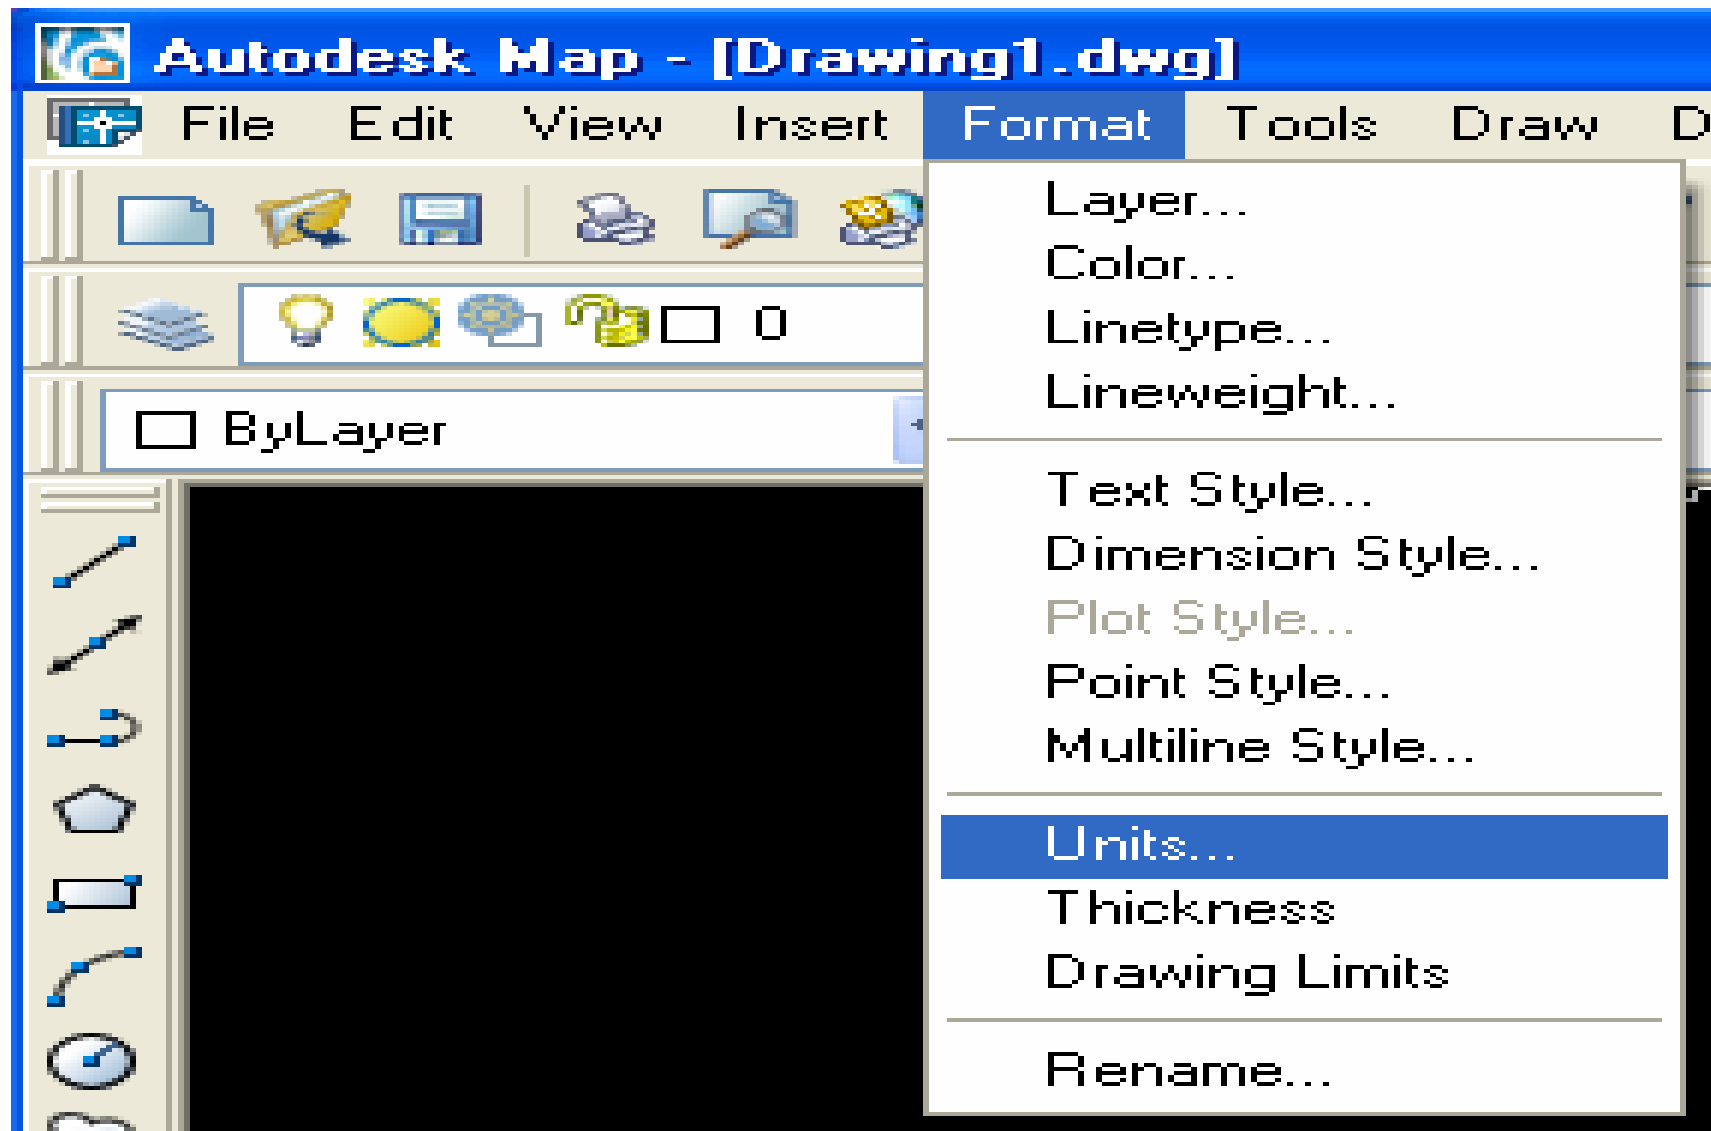 Autodesk Map - [Drawing1.dwg]
File Edit View Insert Format Tools Draw D
0
ByLayer
Layer...
Color...
Linetype...
Lineweight...
Text Style...
Dimension Style...
Plot Style...
Point Style...
Multiline Style...
Units...
Thickness
Drawing Limits
Rename...